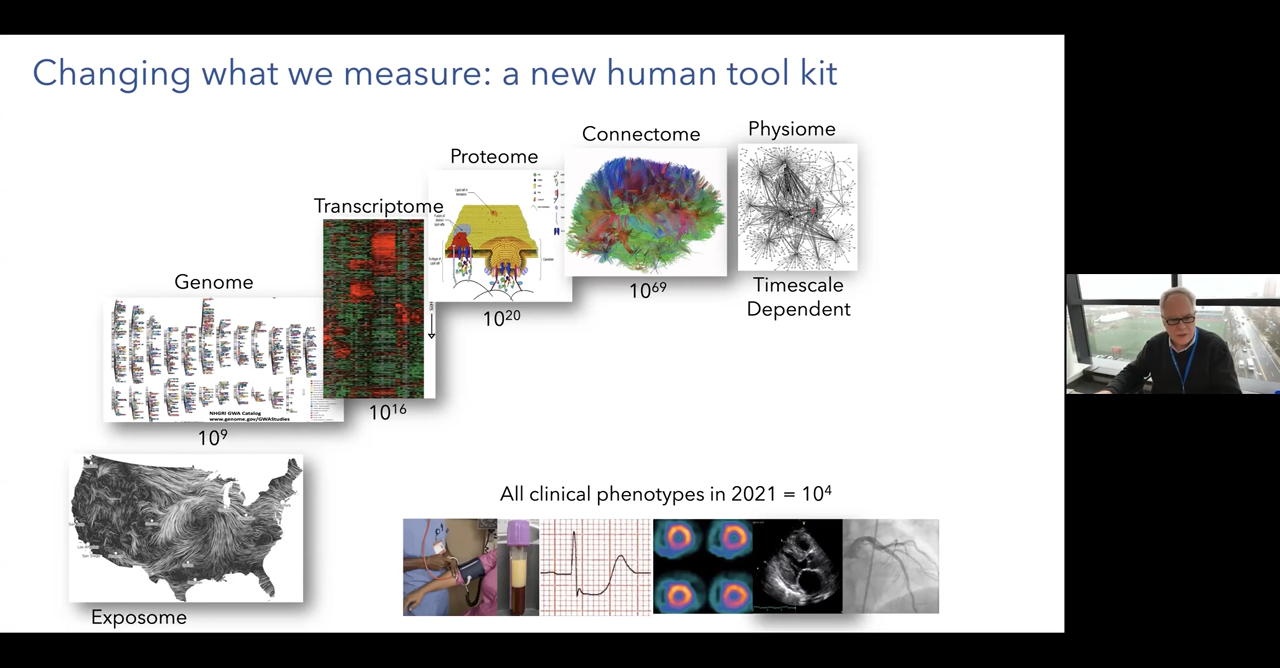 Changing what we measure: a new human tool kit
Physiome
Connectome
Proteome
Transcriptome
Genome
10⁶⁹
Timescale
Dependent
10²⁰
10¹⁶
NHGRI GWA Catalog
www.genome.gov/GWAStudies
10⁹
All clinical phenotypes in 2021 = 10⁴
Exposome